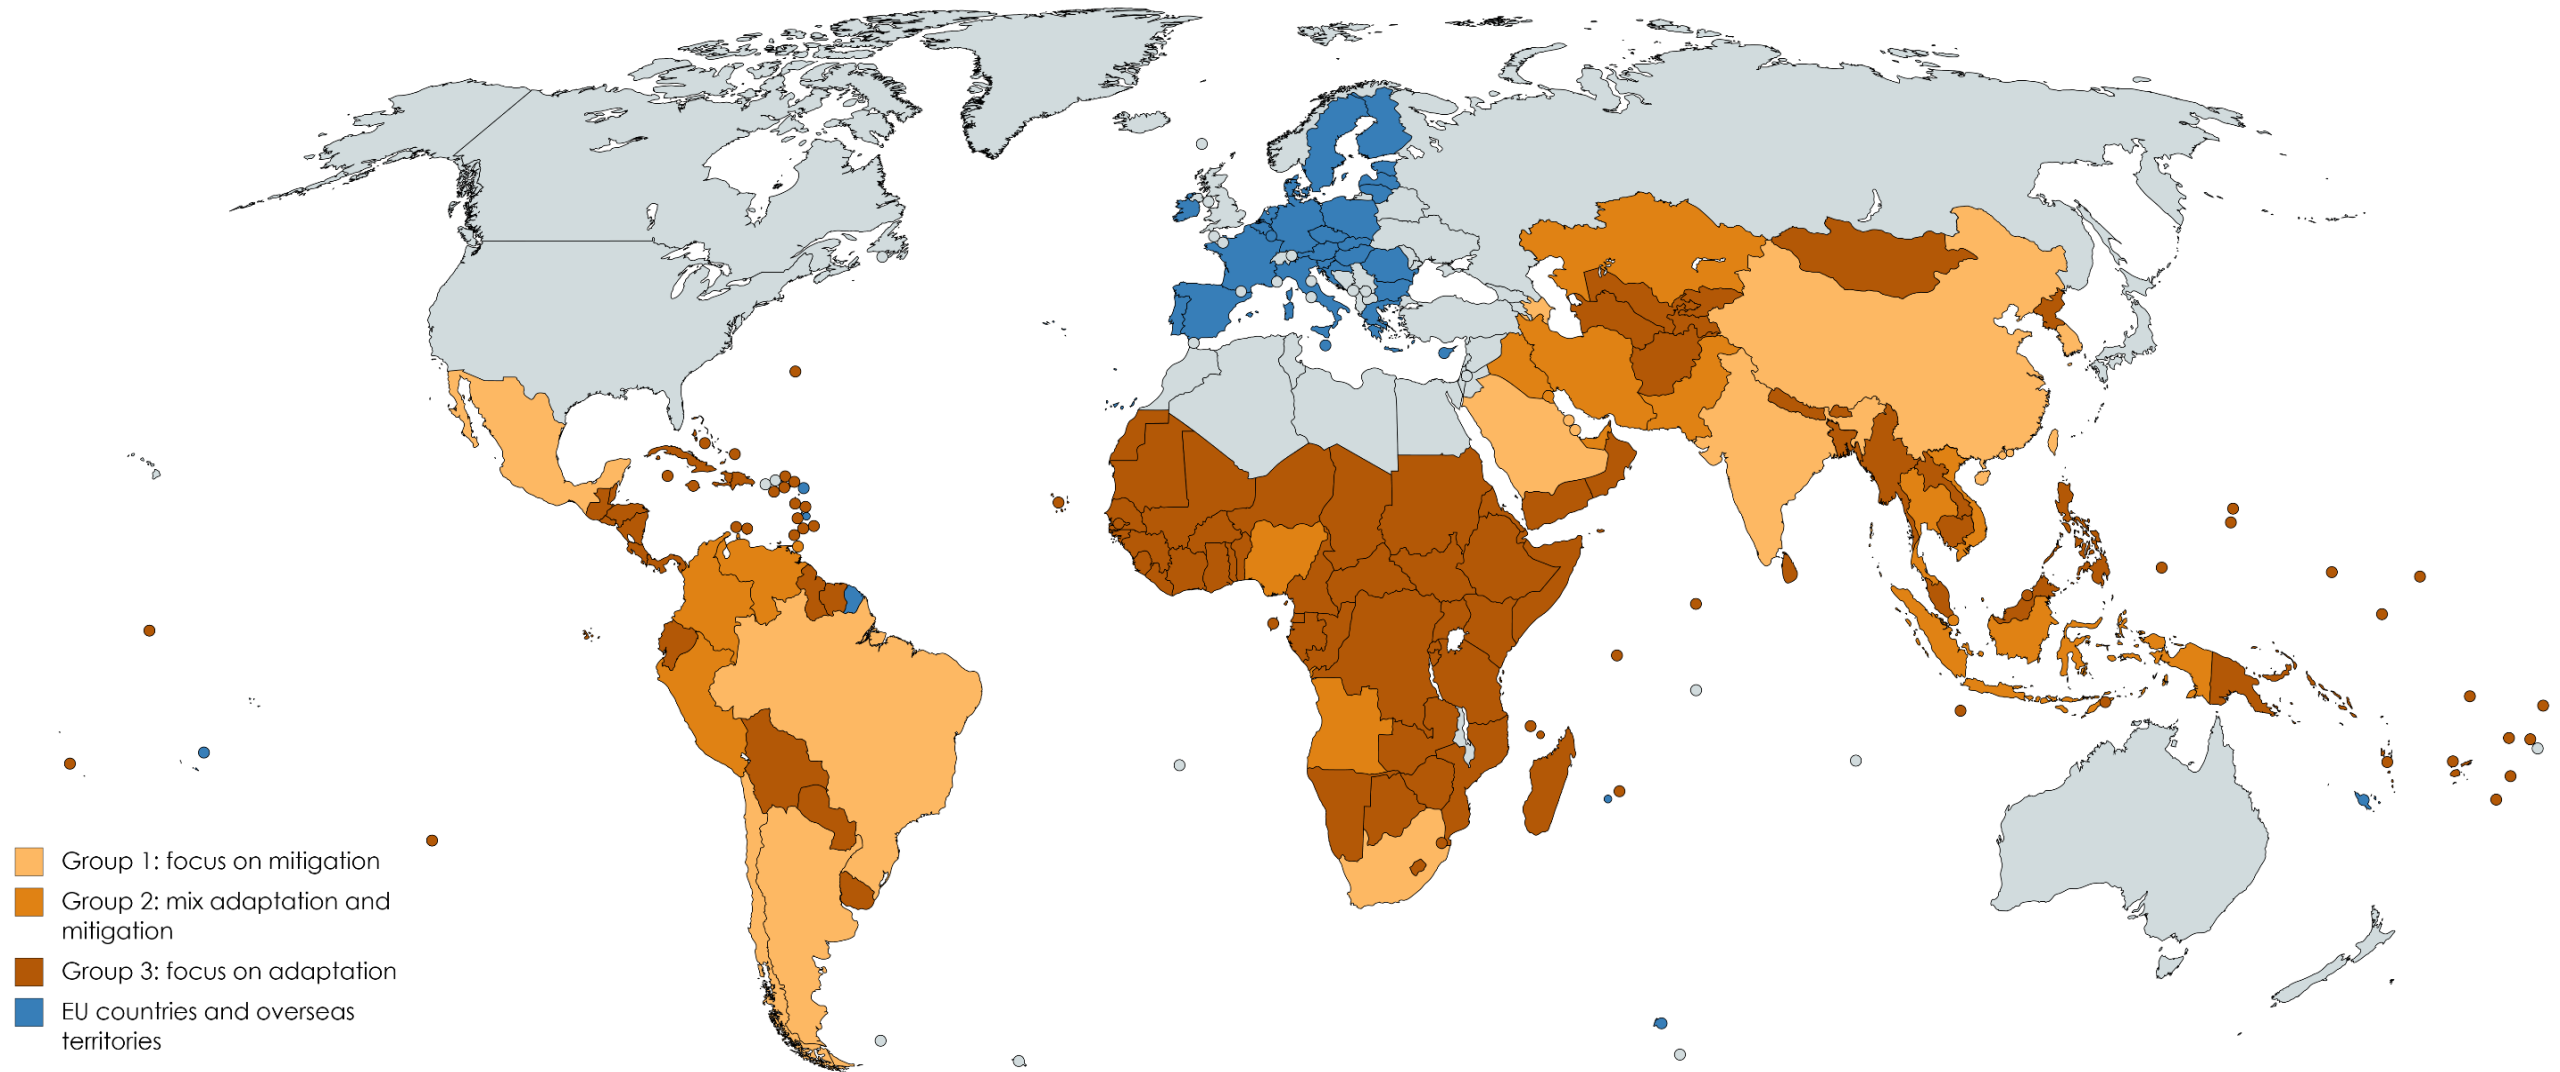 Group 1: focus on mitigation
Group 2: mix adaptation and
mitigation
Group 3: focus on adaptation
EU countries and overseas
territories